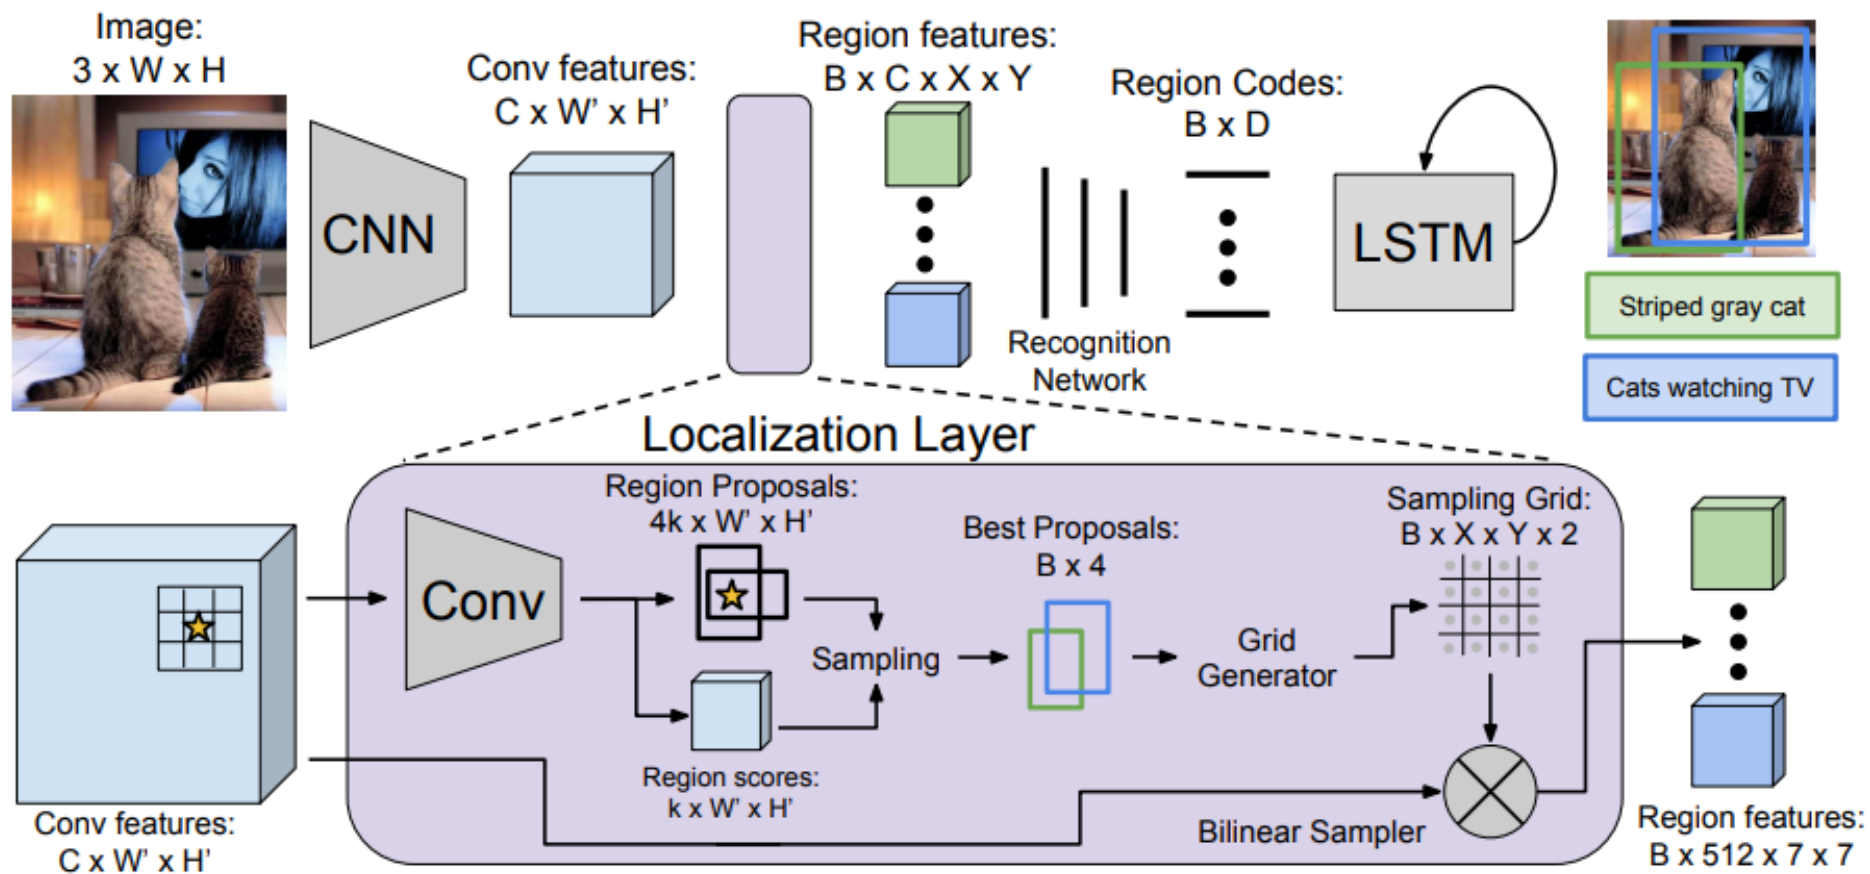 Image:
3 x W x H
CNN
Conv features:
C x W' x H'
Region features:
B x C x X x Y
Recognition
Network
Region Codes:
B x D
LSTM
Striped gray cat
Cats watching TV
Localization Layer
Conv features:
C x W' x H'
Conv
Region Proposals:
4k x W' x H'
Region scores:
k x W' x H'
Sampling
Best Proposals:
B x 4
Grid
Generator
Sampling Grid:
B x X x Y x 2
Bilinear Sampler
Region features:
B x 512 x 7 x 7